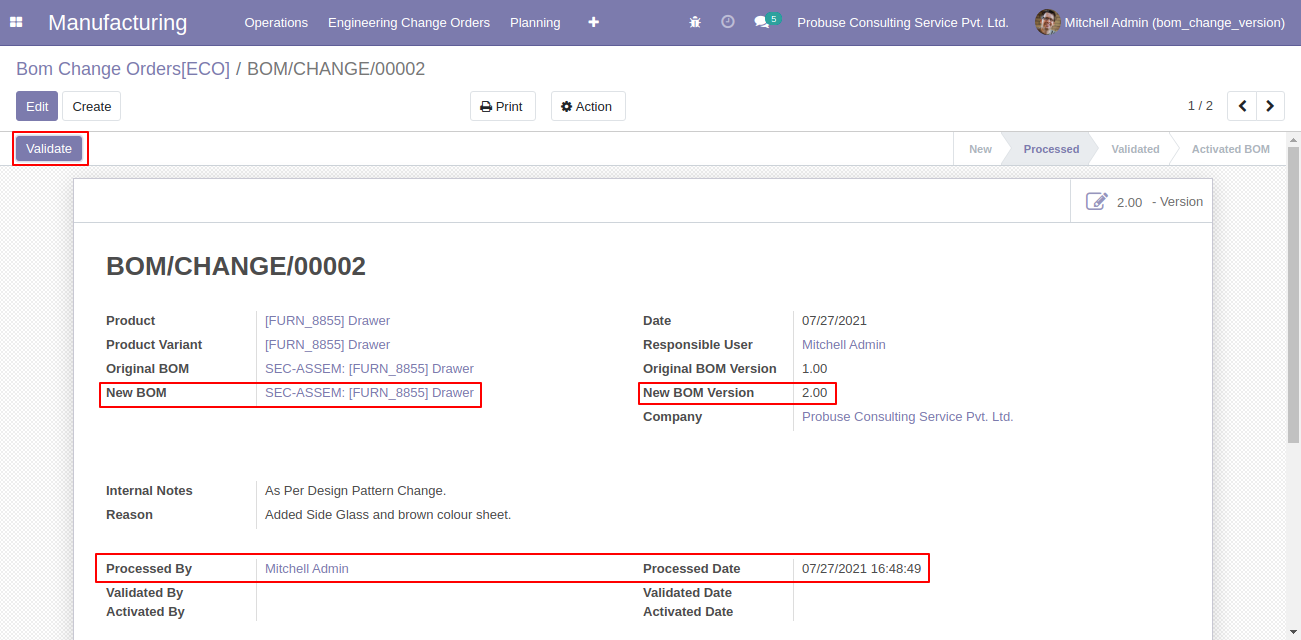 Manufacturing Operations Engineering Change Orders Planning 5 Probuse Consulting Service Pvt. Ltd. Mitchell Admin (bom_change_version)
Bom Change Orders[ECO] / BOM/CHANGE/00002
Edit Create Print Action 1 / 2
Validate New Processed Validated Activated BOM
2.00 - Version
BOM/CHANGE/00002
Product [FURN_8855] Drawer Date 07/27/2021
Product Variant [FURN_8855] Drawer Responsible User Mitchell Admin
Original BOM SEC-ASSEM: [FURN_8855] Drawer Original BOM Version 1.00
New BOM SEC-ASSEM: [FURN_8855] Drawer New BOM Version 2.00
Company Probuse Consulting Service Pvt. Ltd.
Internal Notes As Per Design Pattern Change.
Reason Added Side Glass and brown colour sheet.
Processed By Mitchell Admin Processed Date 07/27/2021 16:48:49
Validated By Validated Date
Activated By Activated Date